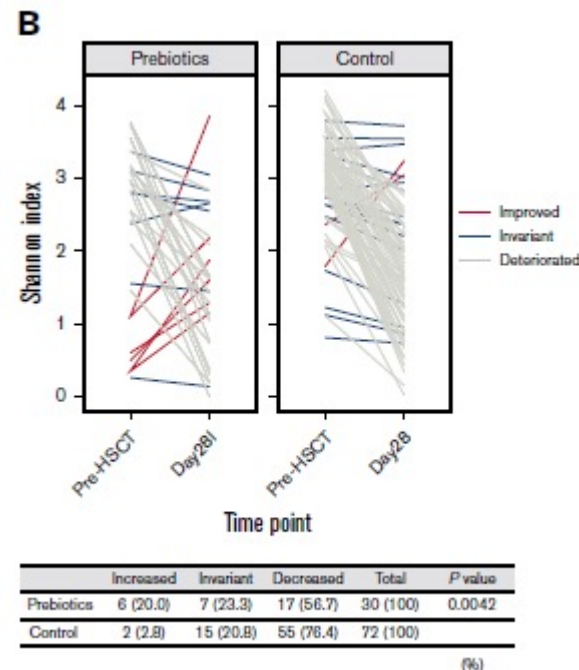 B
Prebiotics Control
4
3
2
1
0
Shannon index
Improved
Invariant
Deteriorated
Pre-HSCT Day28I Pre-HSCT Day28
Time point
Increased Invariant Decreased Total P value
Prebiotics 6 (20.0) 7 (23.3) 17 (56.7) 30 (100) 0.0042
Control 2 (2.8) 15 (20.8) 55 (76.4) 72 (100)
(%)